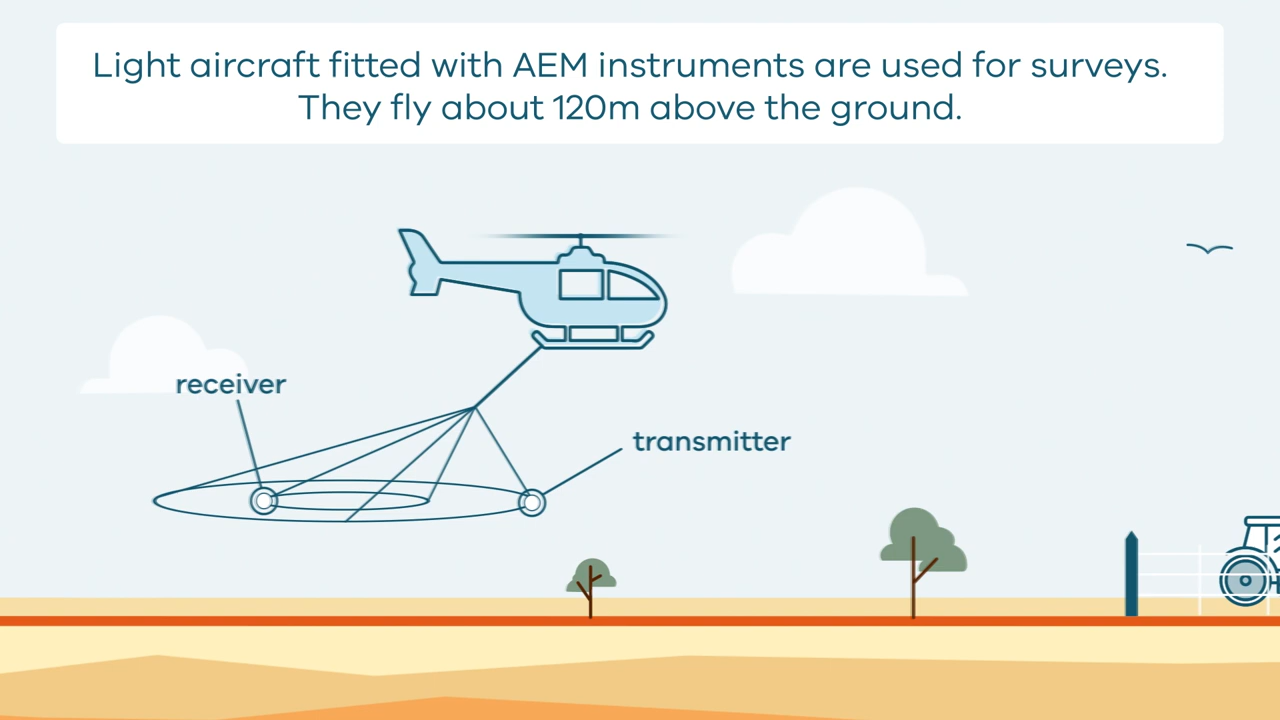 Light aircraft fitted with AEM instruments are used for surveys.
They fly about 120m above the ground.
receiver
transmitter